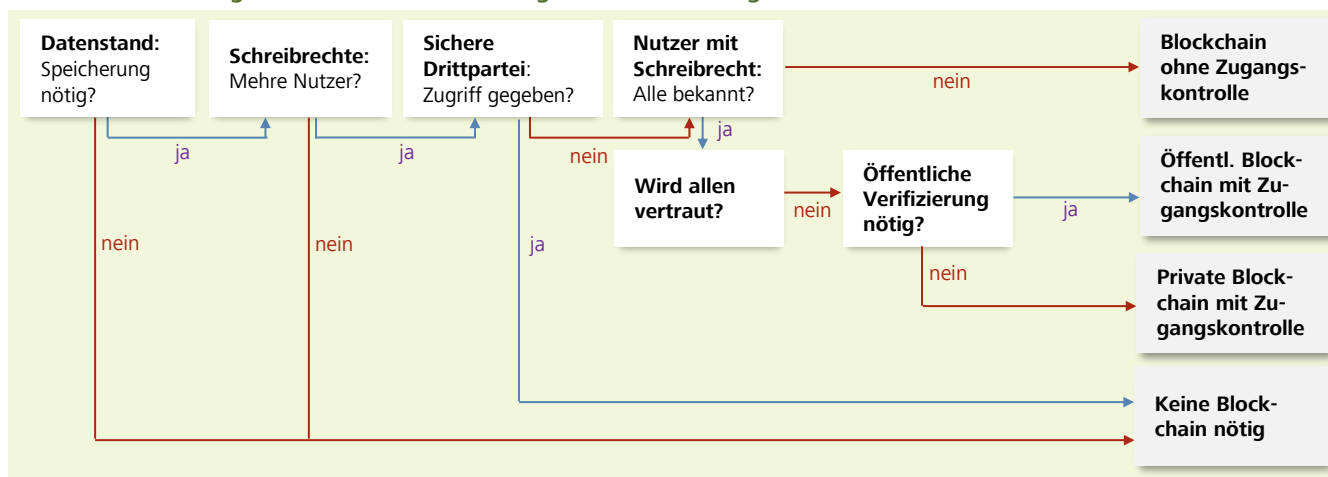 Datenstand:
Speicherung
nötig?
Schreibrechte:
Mehre Nutzer?
Sichere
Drittpartei:
Zugriff gegeben?
Nutzer mit
Schreibrecht:
Alle bekannt?
nein
Blockchain
ohne Zugangs-
kontrolle
ja
ja
nein
ja
Wird allen
vertraut?
nein
Öffentliche
Verifizierung
nötig?
ja
Öffentl. Block-
chain mit Zu-
gangskontrolle
nein
nein
ja
nein
Private Block-
chain mit Zu-
gangskontrolle
Keine Block-
chain nötig